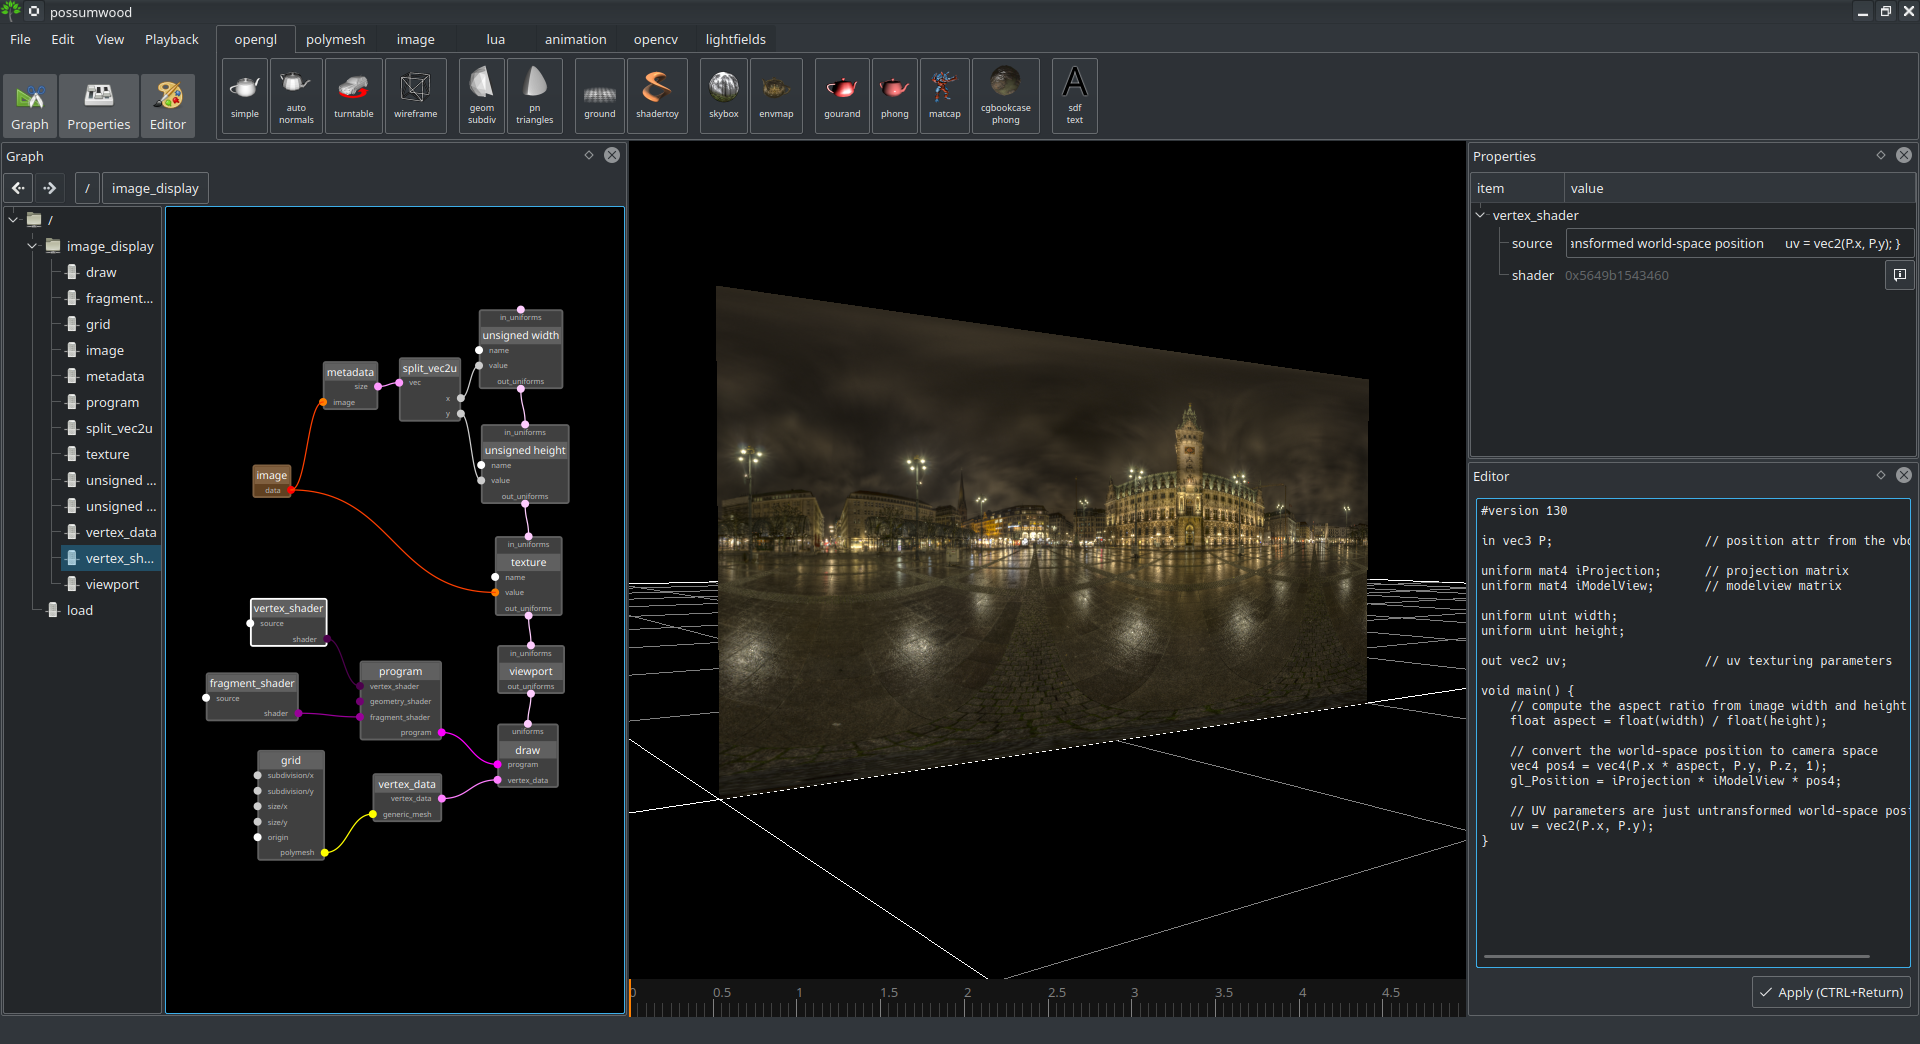 possumwood
File Edit View Playback
opengl polymesh image lua animation opencv lightfields
Graph Properties Editor
simple
auto
normals
turntable
wireframe
geom
subdiv
pn
triangles
ground
shadertoy
skybox
envmap
gourand
phong
matcap
cgbookcase
phong
A
sdf
text
Graph
/ image_display
/
image_display
draw
fragment...
grid
image
metadata
program
split_vec2u
texture
unsigned ...
unsigned ...
vertex_data
vertex_sh...
viewport
load
in_uniforms
unsigned width
name
value
out_uniforms
metadata
size
image
split_vec2u
vec
x
y
in_uniforms
unsigned height
name
value
out_uniforms
image
data
in_uniforms
texture
name
value
out_uniforms
vertex_shader
source
shader
in_uniforms
viewport
out_uniforms
fragment_shader
source
shader
program
vertex_shader
geometry_shader
fragment_shader
program
uniforms
draw
program
vertex_data
grid
subdivision/x
subdivision/y
size/x
size/y
origin
polymesh
vertex_data
vertex_data
generic_mesh
0 0.5 1 1.5 2 2.5 3 3.5 4 4.5
Properties
item value
vertex_shader
source ansformed world-space position uv = vec2(P.x, P.y); }
shader 0x5649b1543460
Editor
#version 130
in vec3 P; // position attr from the vbo
uniform mat4 iProjection; // projection matrix
uniform mat4 iModelView; // modelview matrix
uniform uint width;
uniform uint height;
out vec2 uv; // uv texturing parameters
void main() {
// compute the aspect ratio from image width and height
float aspect = float(width) / float(height);
// convert the world-space position to camera space
vec4 pos4 = vec4(P.x * aspect, P.y, P.z, 1);
gl_Position = iProjection * iModelView * pos4;
// UV parameters are just untransformed world-space pos
uv = vec2(P.x, P.y);
}
Apply (CTRL+Return)